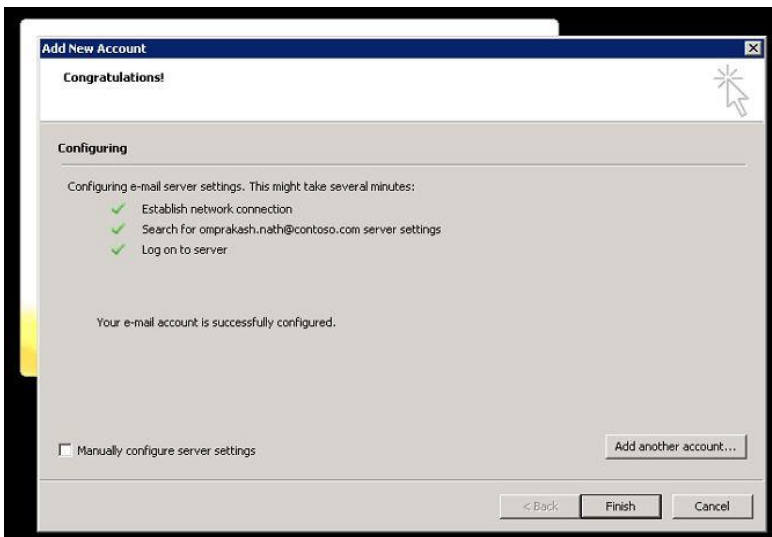 Add New Account
Congratulations!
Configuring
Configuring e-mail server settings. This might take several minutes:
Establish network connection
Search for omprakash.nath@contoso.com server settings
Log on to server
Your e-mail account is successfully configured.
Manually configure server settings
Add another account...
< Back
Finish
Cancel